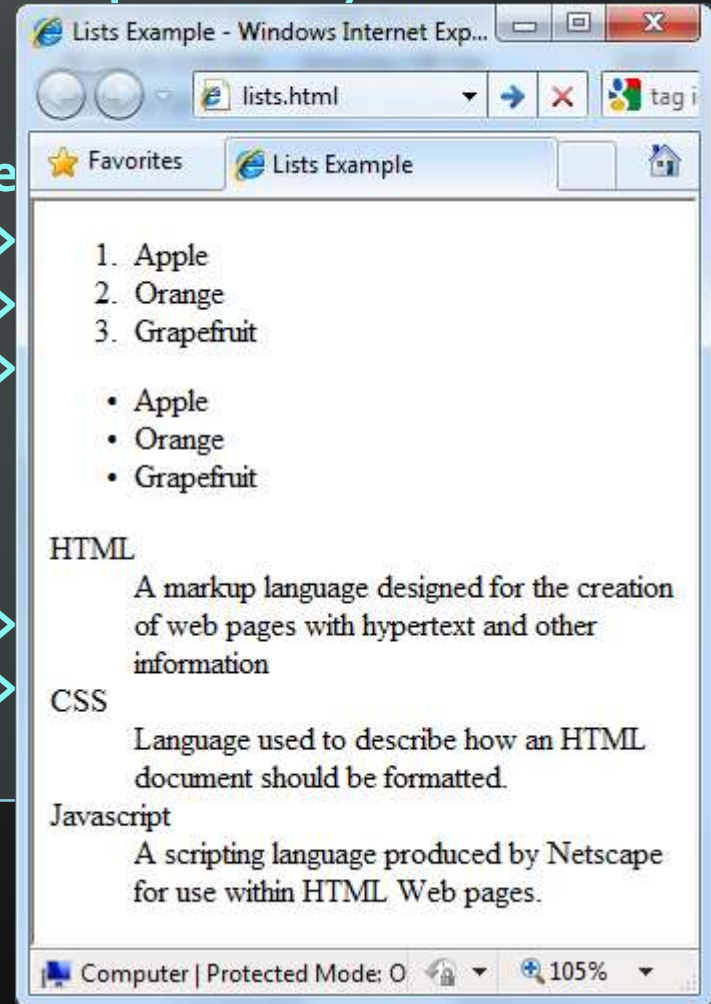 Lists Example - Windows Internet Exp...
lists.html
tag i
Favorites
Lists Example
e
1. Apple
2. Orange
3. Grapefruit
• Apple
• Orange
• Grapefruit
HTML
A markup language designed for the creation
of web pages with hypertext and other
information
CSS
Language used to describe how an HTML
document should be formatted.
Javascript
A scripting language produced by Netscape
for use within HTML Web pages.
Computer | Protected Mode: O
105%